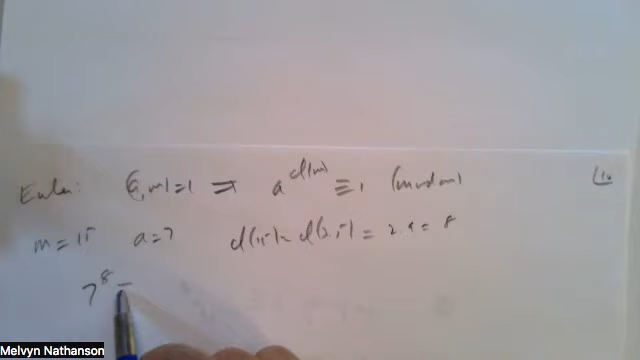 Euler: (a,m)=1 ⇒ a^φ(m) ≡ 1 (mod m)
m=15 a=7 φ(15)=φ(3·5)=2·4=8
7^8 =
Melvyn Nathanson